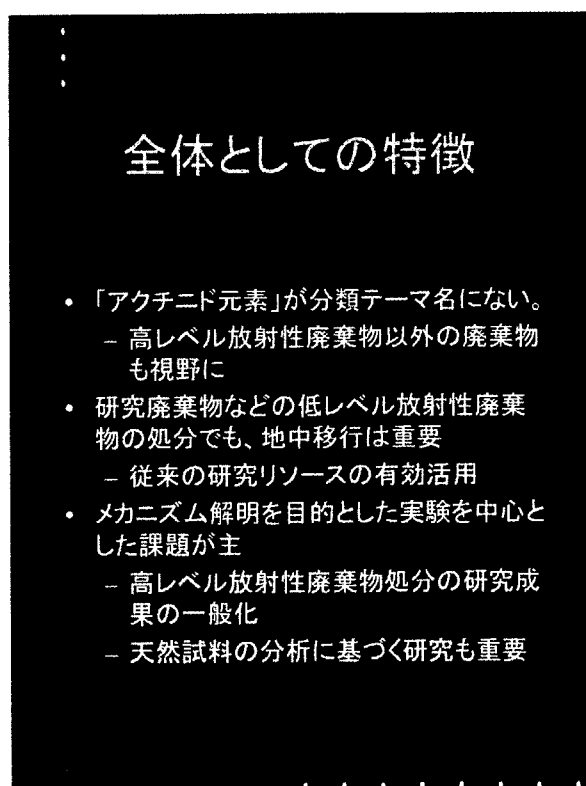 全体としての特徴
• 「アクチニド元素」が分類テーマ名にない。
– 高レベル放射性廃棄物以外の廃棄物
も視野に
• 研究廃棄物などの低レベル放射性廃棄
物の処分でも、地中移行は重要
– 従来の研究リソースの有効活用
• メカニズム解明を目的とした実験を中心と
した課題が主
– 高レベル放射性廃棄物処分の研究成
果の一般化
– 天然試料の分析に基づく研究も重要